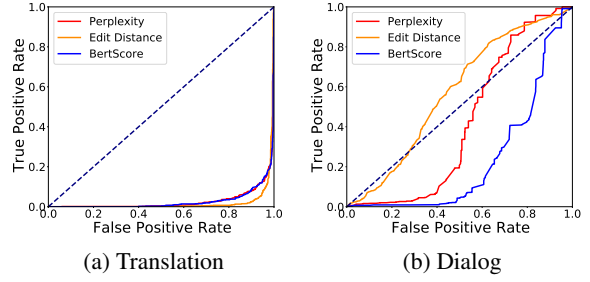 1.0
0.8
0.6
0.4
0.2
0.0
True Positive Rate
Perplexity
Edit Distance
BertScore
0.0 0.2 0.4 0.6 0.8 1.0
False Positive Rate
(a) Translation
1.0
0.8
0.6
0.4
0.2
0.0
True Positive Rate
Perplexity
Edit Distance
BertScore
0.0 0.2 0.4 0.6 0.8 1.0
False Positive Rate
(b) Dialog